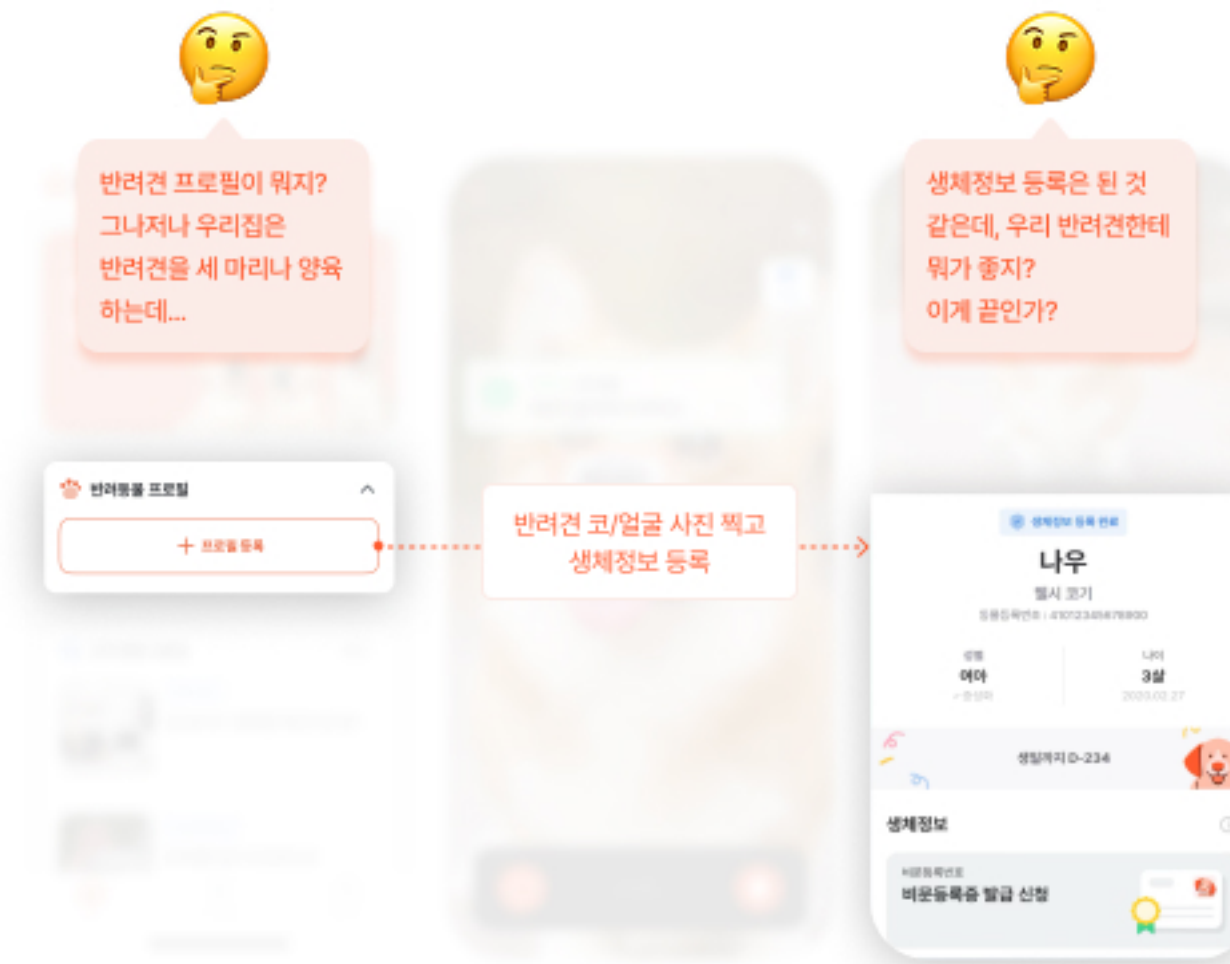 반려견 프로필이 뭐지?
그나저나 우리집은
반려견을 세 마리나 양육
하는데...
생체정보 등록은 된 것
같은데, 우리 반려견한테
뭐가 좋지?
이게 끝인가?
반려동물 프로필
+ 프로필 등록
반려견 코/얼굴 사진 찍고
생체정보 등록
생체정보 등록 완료
나우
웰시 코기
성별
여아
나이
3살
2020.02.27
생일까지 D-234
생체정보
비문등록번호
비문등록증 발급 신청